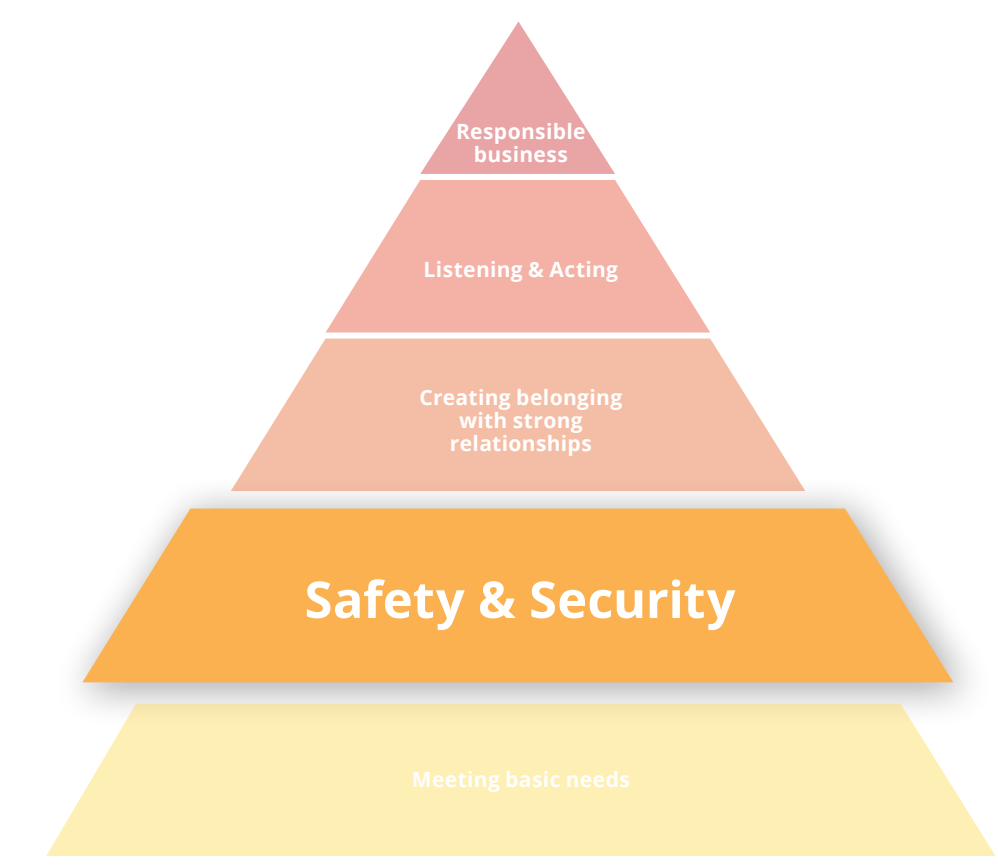 Responsible
business
Listening & Acting
Creating belonging
with strong
relationships
Safety & Security
Meeting basic needs